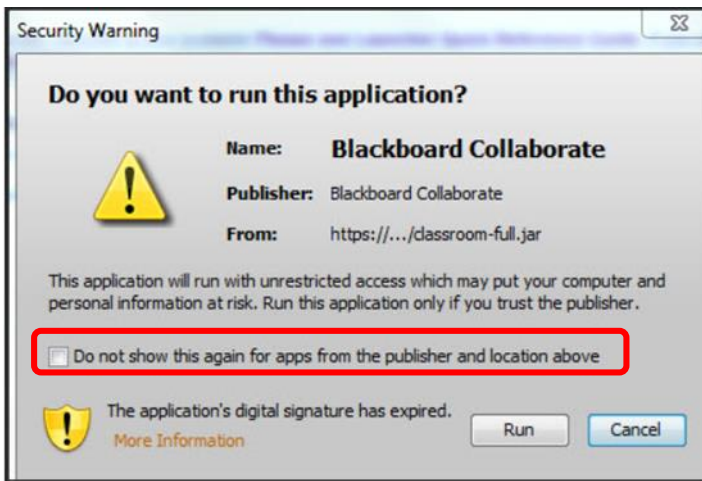 Security Warning
Do you want to run this application?
Name: Blackboard Collaborate
Publisher: Blackboard Collaborate
From: https://.../classroom-full.jar
This application will run with unrestricted access which may put your computer and
personal information at risk. Run this application only if you trust the publisher.
Do not show this again for apps from the publisher and location above
The application's digital signature has expired.
More Information
Run Cancel